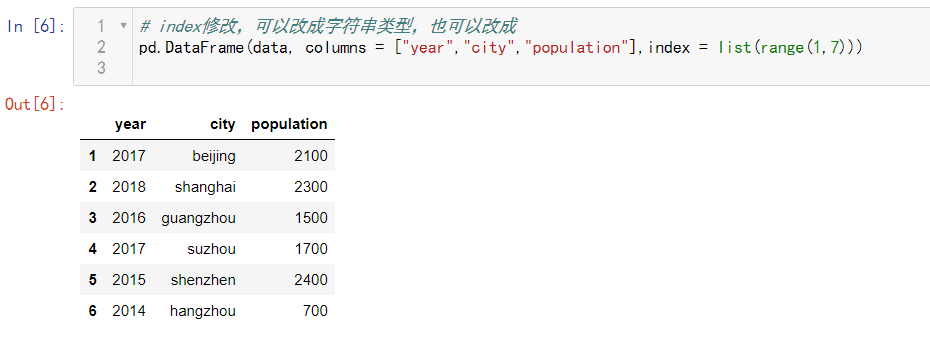 In [6]:
1 # index修改，可以改成字符串类型，也可以改成
2 pd.DataFrame(data, columns = ["year","city","population"],index = list(range(1,7)))
3
Out[6]:
year city population
1 2017 beijing 2100
2 2018 shanghai 2300
3 2016 guangzhou 1500
4 2017 suzhou 1700
5 2015 shenzhen 2400
6 2014 hangzhou 700